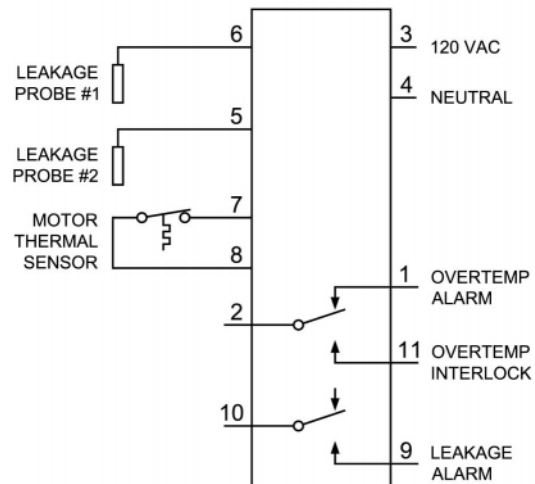 6
3
120 VAC
LEAKAGE
PROBE #1
4
NEUTRAL
5
LEAKAGE
PROBE #2
7
MOTOR
THERMAL
SENSOR
8
1
OVERTEMP
ALARM
2
11
OVERTEMP
INTERLOCK
10
9
LEAKAGE
ALARM